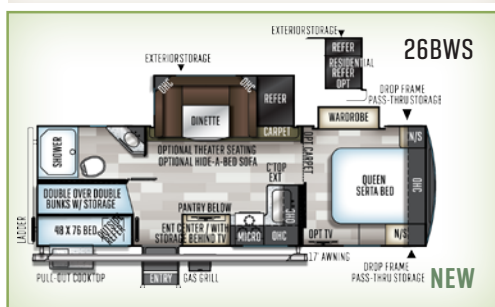 26BWS
NEW
EXTERIOR STORAGE
REFER
RESIDENTIAL
REFER
OPT
EXTERIOR STORAGE
DROP FRAME
PASS-THRU STORAGE
OHC
DINETTE
OHC
REFER
CARPET
WARDROBE
OPT CARPET
N/S
SHOWER
OPTIONAL THEATER SEATING
OPTIONAL HIDE-A-BED SOFA
C'TOP
EXT
QUEEN
SERTA BED
OHC
DOUBLE OVER DOUBLE
BUNKS W/ STORAGE
PANTRY BELOW
OHC
LADDER
48 X 76 BED
ENT CENTER / WITH
STORAGE BEHIND TV
MICRO
OHC
OPT TV
N/S
17' AWNING
PULL-OUT COOKTOP
ENTRY
GAS GRILL
DROP FRAME
PASS-THRU STORAGE